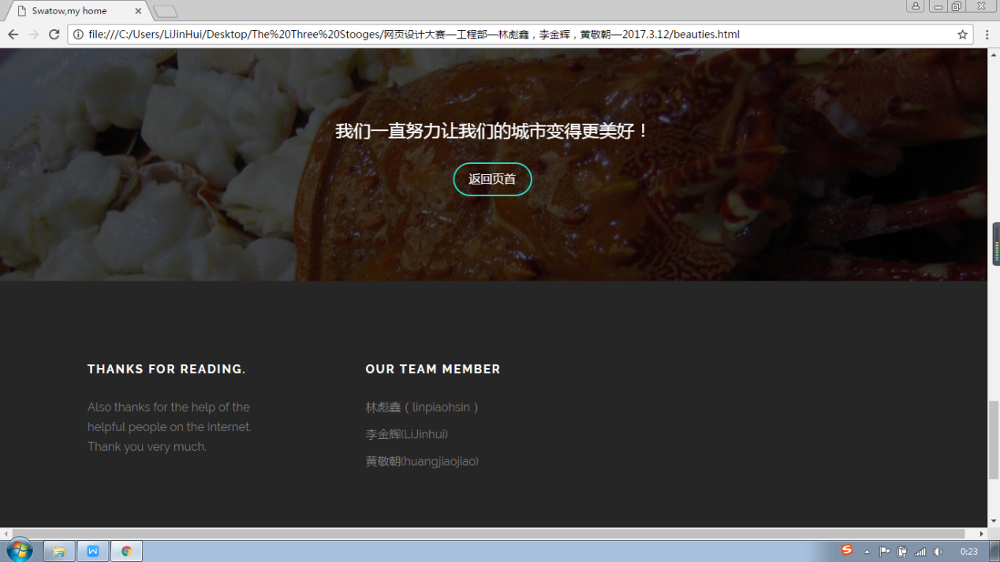 Swatow,my home
file:///C:/Users/LiJinHui/Desktop/The%20Three%20Stooges/网页设计大赛—工程部—林彪鑫，李金辉，黄敬朝—2017.3.12/beauties.html
我们一直努力让我们的城市变得更美好！
返回页首
THANKS FOR READING.
Also thanks for the help of the
helpful people on the Internet.
Thank you very much.
OUR TEAM MEMBER
林彪鑫（linpiaohsin）
李金辉(LiJinhui)
黄敬朝(huangjiaojiao)
0:23